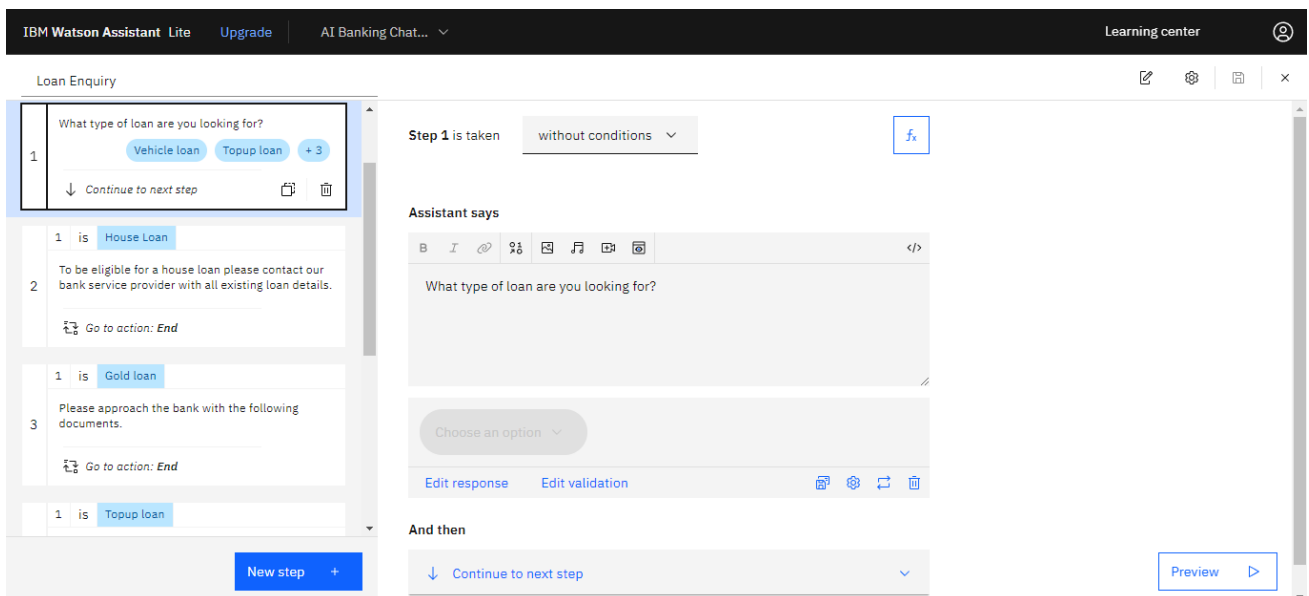 IBM Watson Assistant Lite Upgrade AI Banking Chat... Learning center
Loan Enquiry
1
What type of loan are you looking for?
Vehicle loan Topup loan + 3
Continue to next step
2
1 is House Loan
To be eligible for a house loan please contact our
bank service provider with all existing loan details.
Go to action: End
3
1 is Gold loan
Please approach the bank with the following
documents.
Go to action: End
1 is Topup loan
New step +
Step 1 is taken without conditions
fx
Assistant says
B I </>
What type of loan are you looking for?
Choose an option
Edit response Edit validation
And then
Continue to next step
Preview